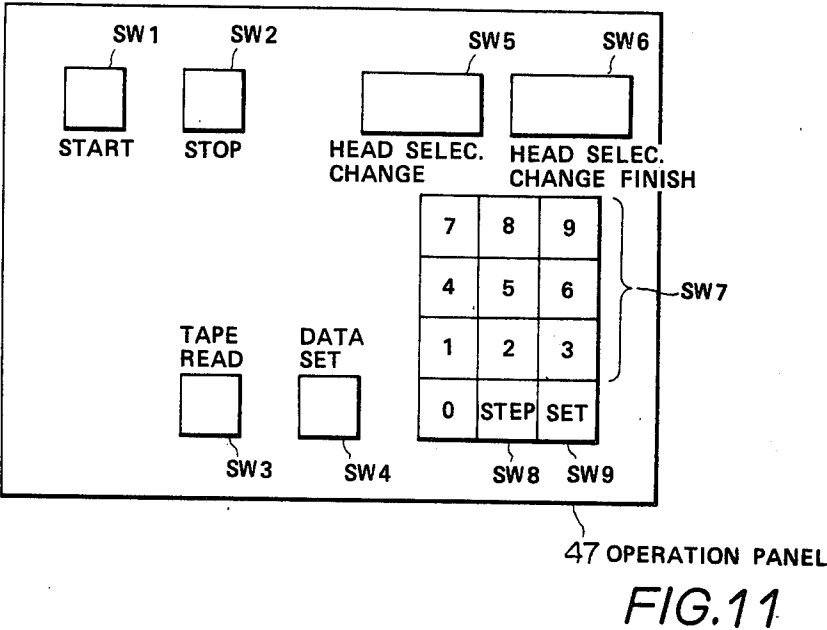 SW1
SW2
SW5
SW6
START
STOP
HEAD SELEC.
CHANGE
HEAD SELEC.
CHANGE FINISH
7 8 9
4 5 6
SW7
1 2 3
0 STEP SET
TAPE
READ
DATA
SET
SW3
SW4
SW8
SW9
47 OPERATION PANEL
FIG.11